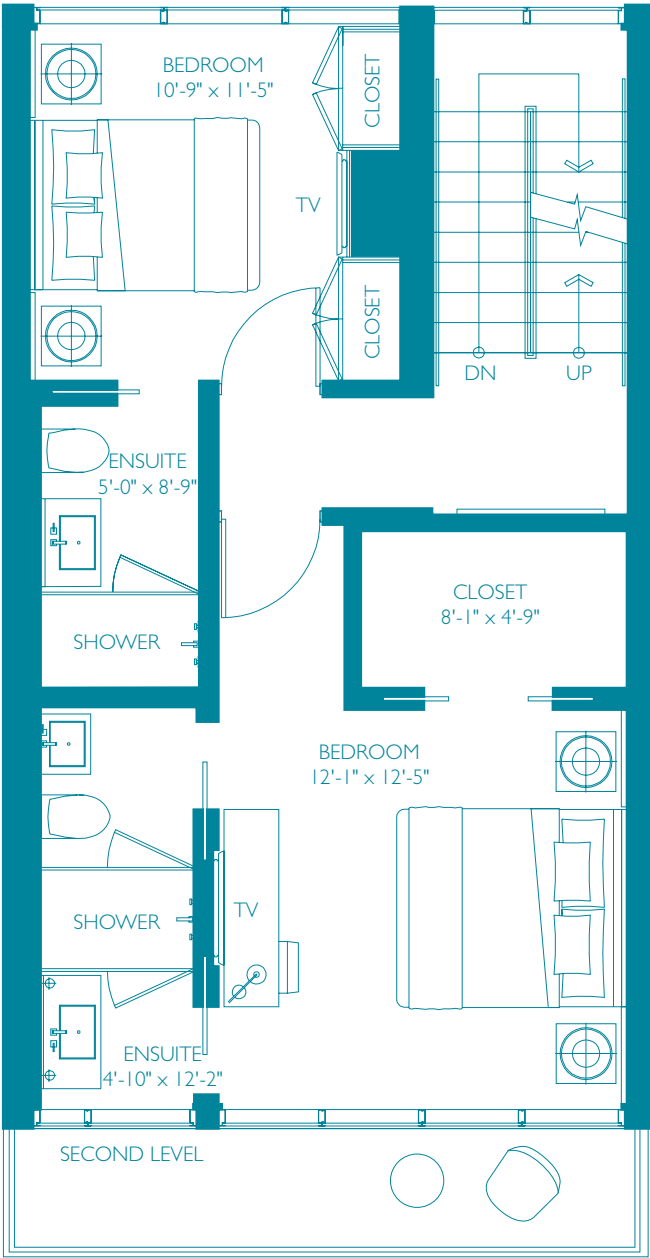 BEDROOM
10'-9" x 11'-5"
CLOSET
TV
CLOSET
DN
UP
ENSUITE
5'-0" x 8'-9"
SHOWER
CLOSET
8'-1" x 4'-9"
BEDROOM
12'-1" x 12'-5"
TV
SHOWER
ENSUITE
4'-10" x 12'-2"
SECOND LEVEL